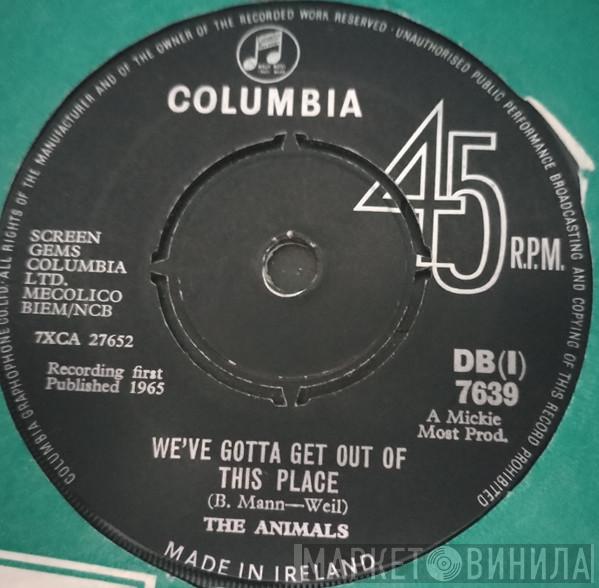 COLUMBIA GRAPHOPHONE CO.LTD·ALL RIGHTS OF THE MANUFACTURER AND OF THE OWNER OF THE RECORDED WORK RESERVED·UNAUTHORISED PUBLIC PERFORMANCE BROADCASTING AND COPYING OF THIS RECORD PROHIBITED
COLUMBIA
45
R.P.M.
SCREEN
GEMS
COLUMBIA
LTD.
MECOLICO
BIEM/NCB
7XCA 27652
Recording first
Published 1965
DB(I)
7639
A Mickie
Most Prod.
WE'VE GOTTA GET OUT OF
THIS PLACE
(B. Mann—Weil)
THE ANIMALS
MADE IN IRELAND
МАРКЕТ ВИНИЛА